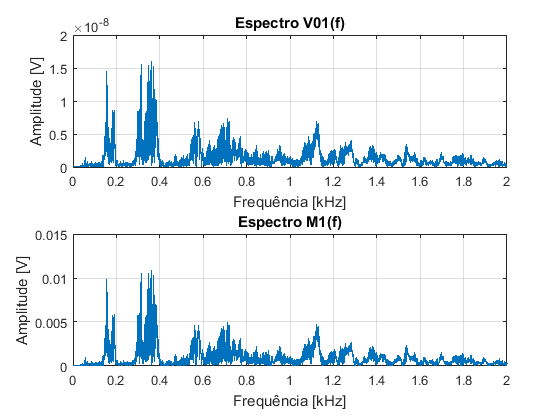 Espectro V01(f)
×10⁻⁸
2
1.5
1
0.5
0
Amplitude [V]
0 0.2 0.4 0.6 0.8 1 1.2 1.4 1.6 1.8 2
Frequência [kHz]
Espectro M1(f)
0.015
0.01
0.005
0
Amplitude [V]
0 0.2 0.4 0.6 0.8 1 1.2 1.4 1.6 1.8 2
Frequência [kHz]